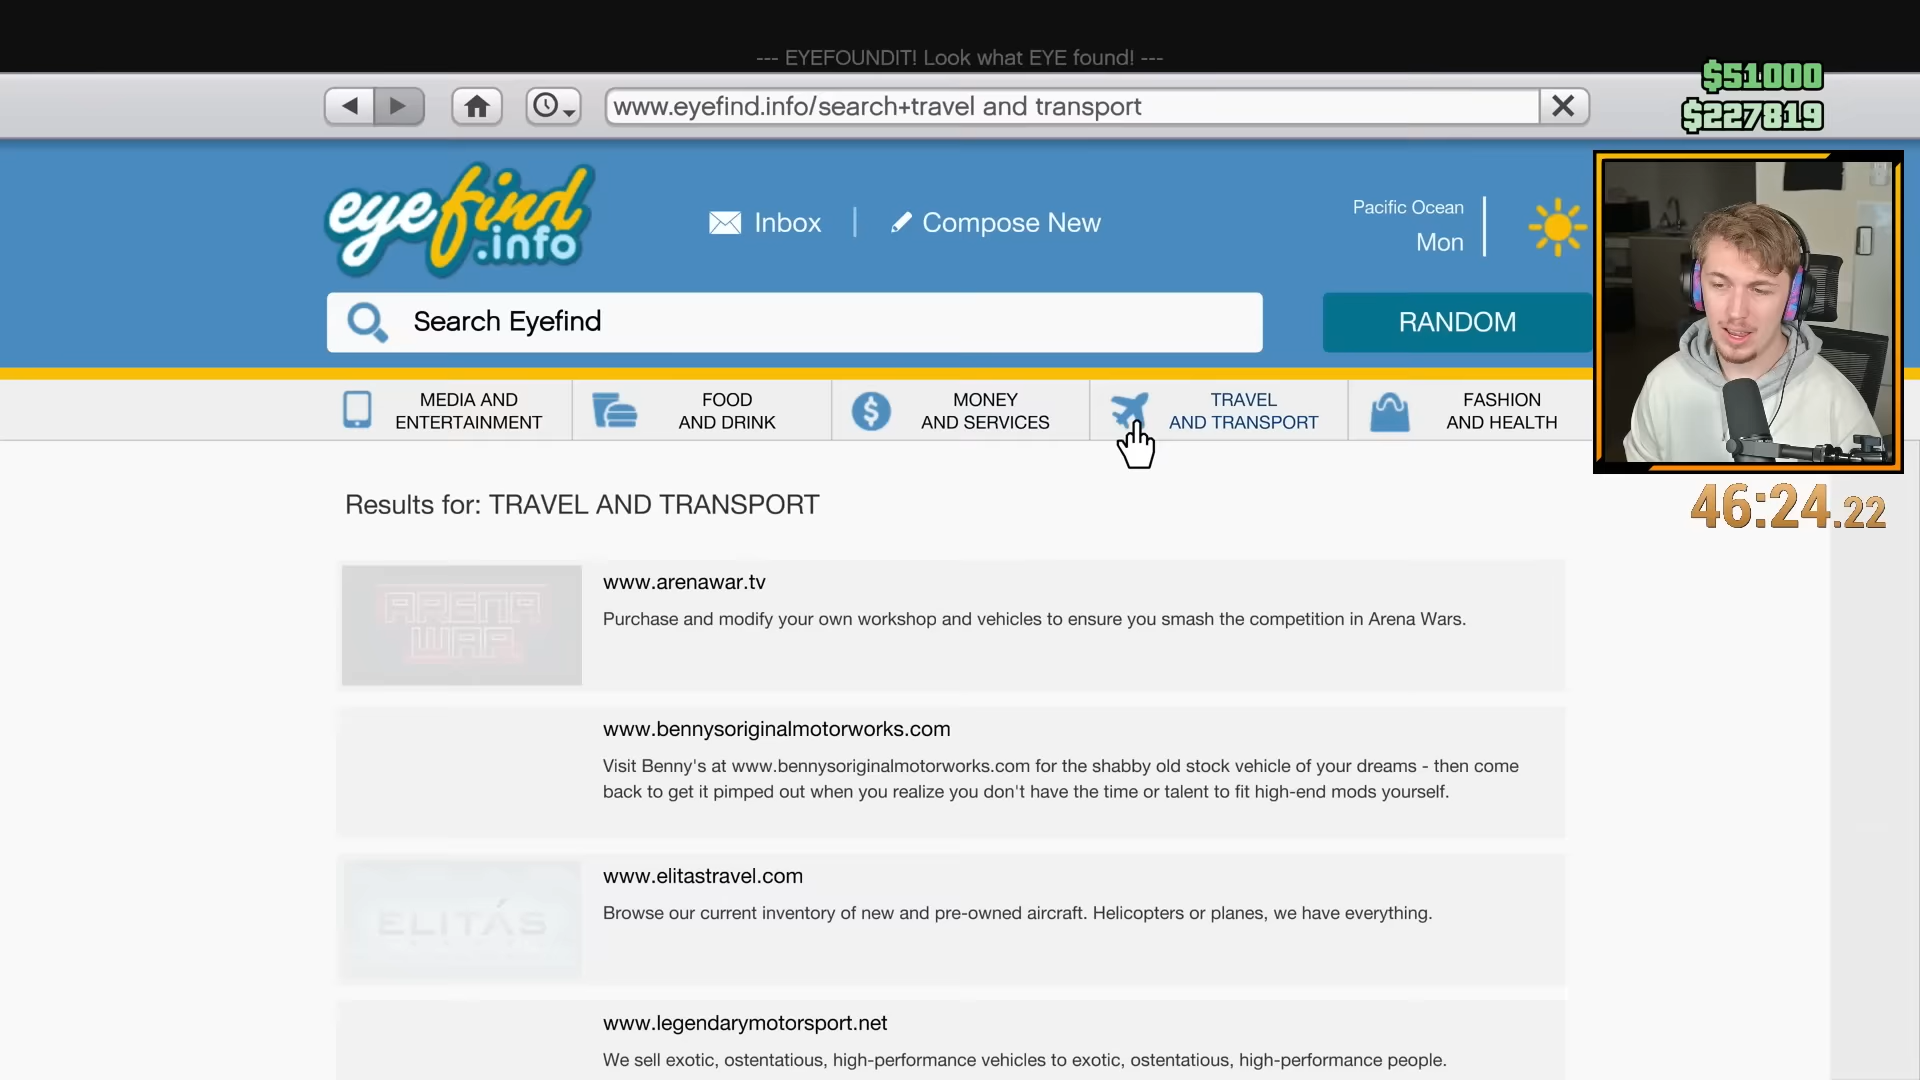 --- EYEFOUNDIT! Look what EYE found! ---
$51000
www.eyefind.info/search+travel and transport
$227819
eyefind.info
Inbox
Compose New
Pacific Ocean
Mon
Search Eyefind
RANDOM
MEDIA AND
ENTERTAINMENT
FOOD
AND DRINK
MONEY
AND SERVICES
TRAVEL
AND TRANSPORT
FASHION
AND HEALTH
46:24.22
Results for: TRAVEL AND TRANSPORT
ARENA
WAR
www.arenawar.tv
Purchase and modify your own workshop and vehicles to ensure you smash the competition in Arena Wars.
www.bennysoriginalmotorworks.com
Visit Benny's at www.bennysoriginalmotorworks.com for the shabby old stock vehicle of your dreams - then come
back to get it pimped out when you realize you don't have the time or talent to fit high-end mods yourself.
ELITÁS
www.elitastravel.com
Browse our current inventory of new and pre-owned aircraft. Helicopters or planes, we have everything.
www.legendarymotorsport.net
We sell exotic, ostentatious, high-performance vehicles to exotic, ostentatious, high-performance people.